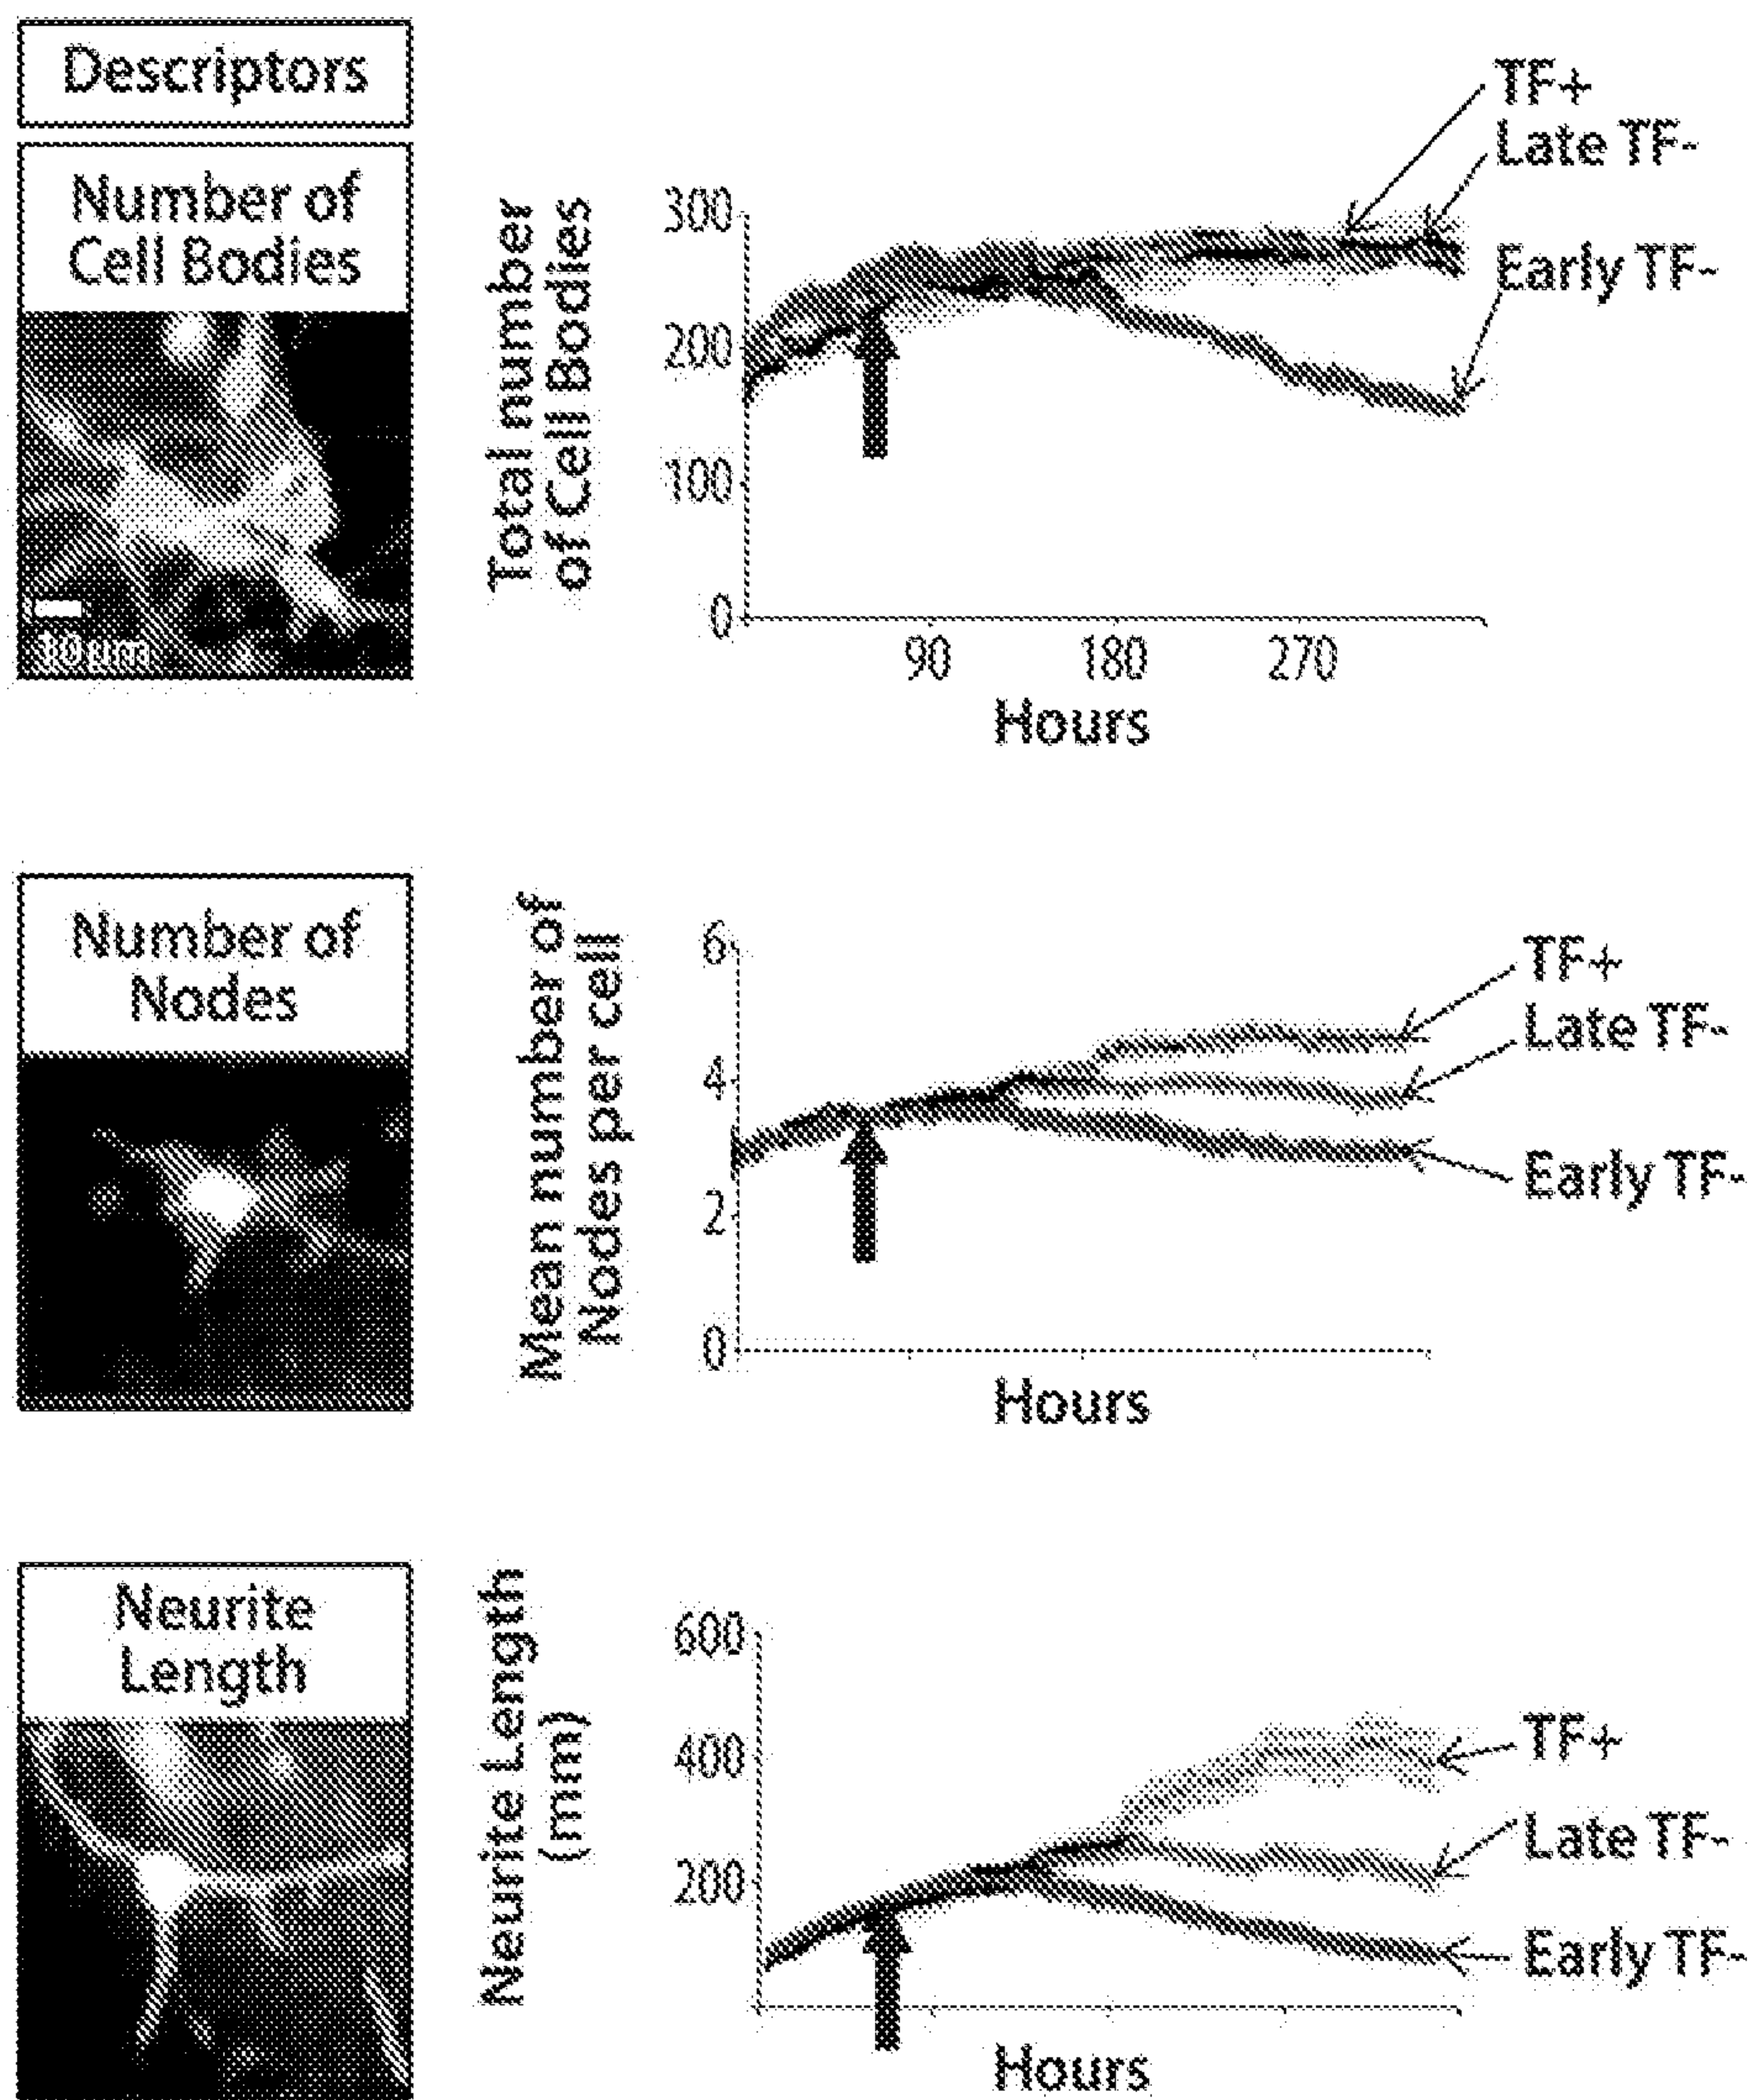 Descriptors
Number of
Cell Bodies
10 μm
Total number
of Cell Bodies
300
200
100
0
90
180
270
Hours
TF+
Late TF-
Early TF-
Number of
Nodes
Mean number of
Nodes per cell
6
4
2
0
Hours
TF+
Late TF-
Early TF-
Neurite
Length
Neurite Length
(mm)
600
400
200
Hours
TF+
Late TF-
Early TF-